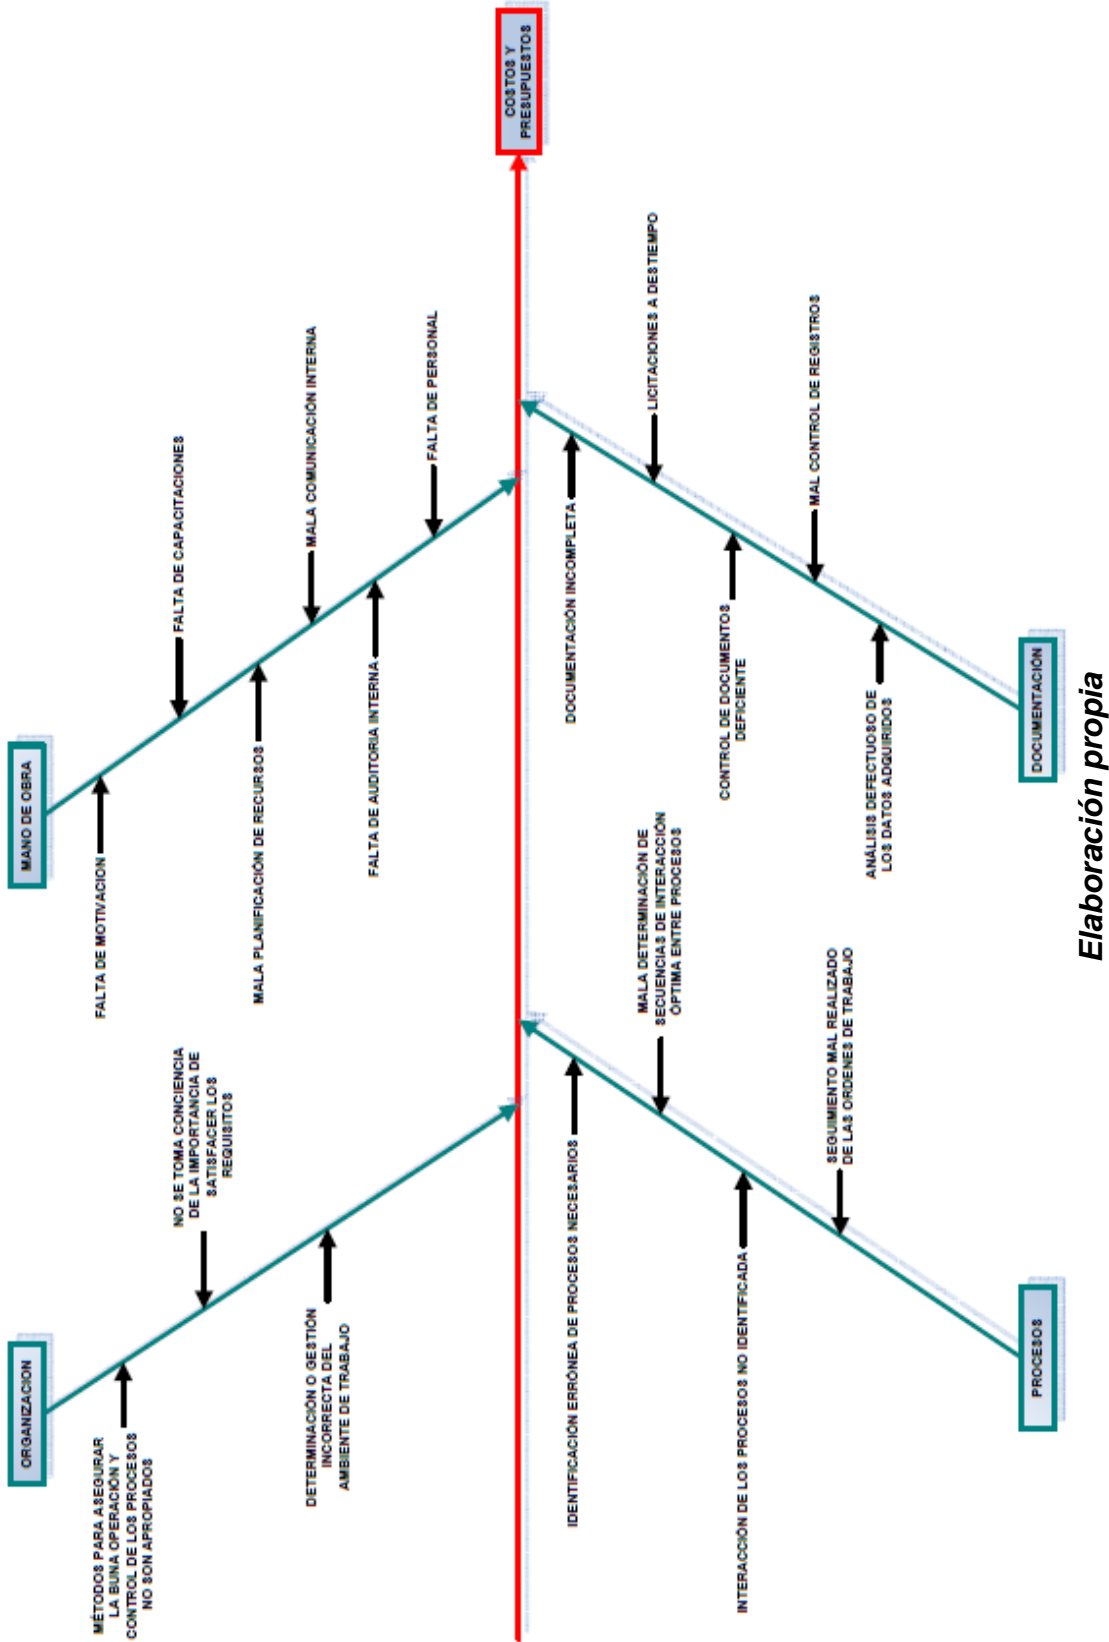 ORGANIZACION
MÉTODOS PARA ASEGURAR
LA BUNA OPERACIÓN Y
CONTROL DE LOS PROCESOS
NO SON APROPIADOS
NO SE TOMA CONCIENCIA
DE LA IMPORTANCIA DE
SATISFACER LOS
REQUISITOS
DETERMINACIÓN O GESTIÓN
INCORRECTA DEL
AMBIENTE DE TRABAJO
MANO DE OBRA
FALTA DE MOTIVACION
FALTA DE CAPACITACIONES
MALA PLANIFICACIÓN DE RECURSOS
MALA COMUNICACIÓN INTERNA
FALTA DE AUDITORIA INTERNA
FALTA DE PERSONAL
COSTOS Y
PRESUPUESTOS
IDENTIFICACIÓN ERRÓNEA DE PROCESOS NECESARIOS
MALA DETERMINACIÓN DE
SECUENCIAS DE INTERACCIÓN
ÓPTIMA ENTRE PROCESOS
INTERACCIÓN DE LOS PROCESOS NO IDENTIFICADA
SEGUIMIENTO MAL REALIZADO
DE LAS ORDENES DE TRABAJO
PROCESOS
DOCUMENTACIÓN INCOMPLETA
LICITACIONES A DESTIEMPO
CONTROL DE DOCUMENTOS
DEFICIENTE
MAL CONTROL DE REGISTROS
ANÁLISIS DEFECTUOSO DE
LOS DATOS ADQUIRIDOS
DOCUMENTACIÓN
Elaboración propia